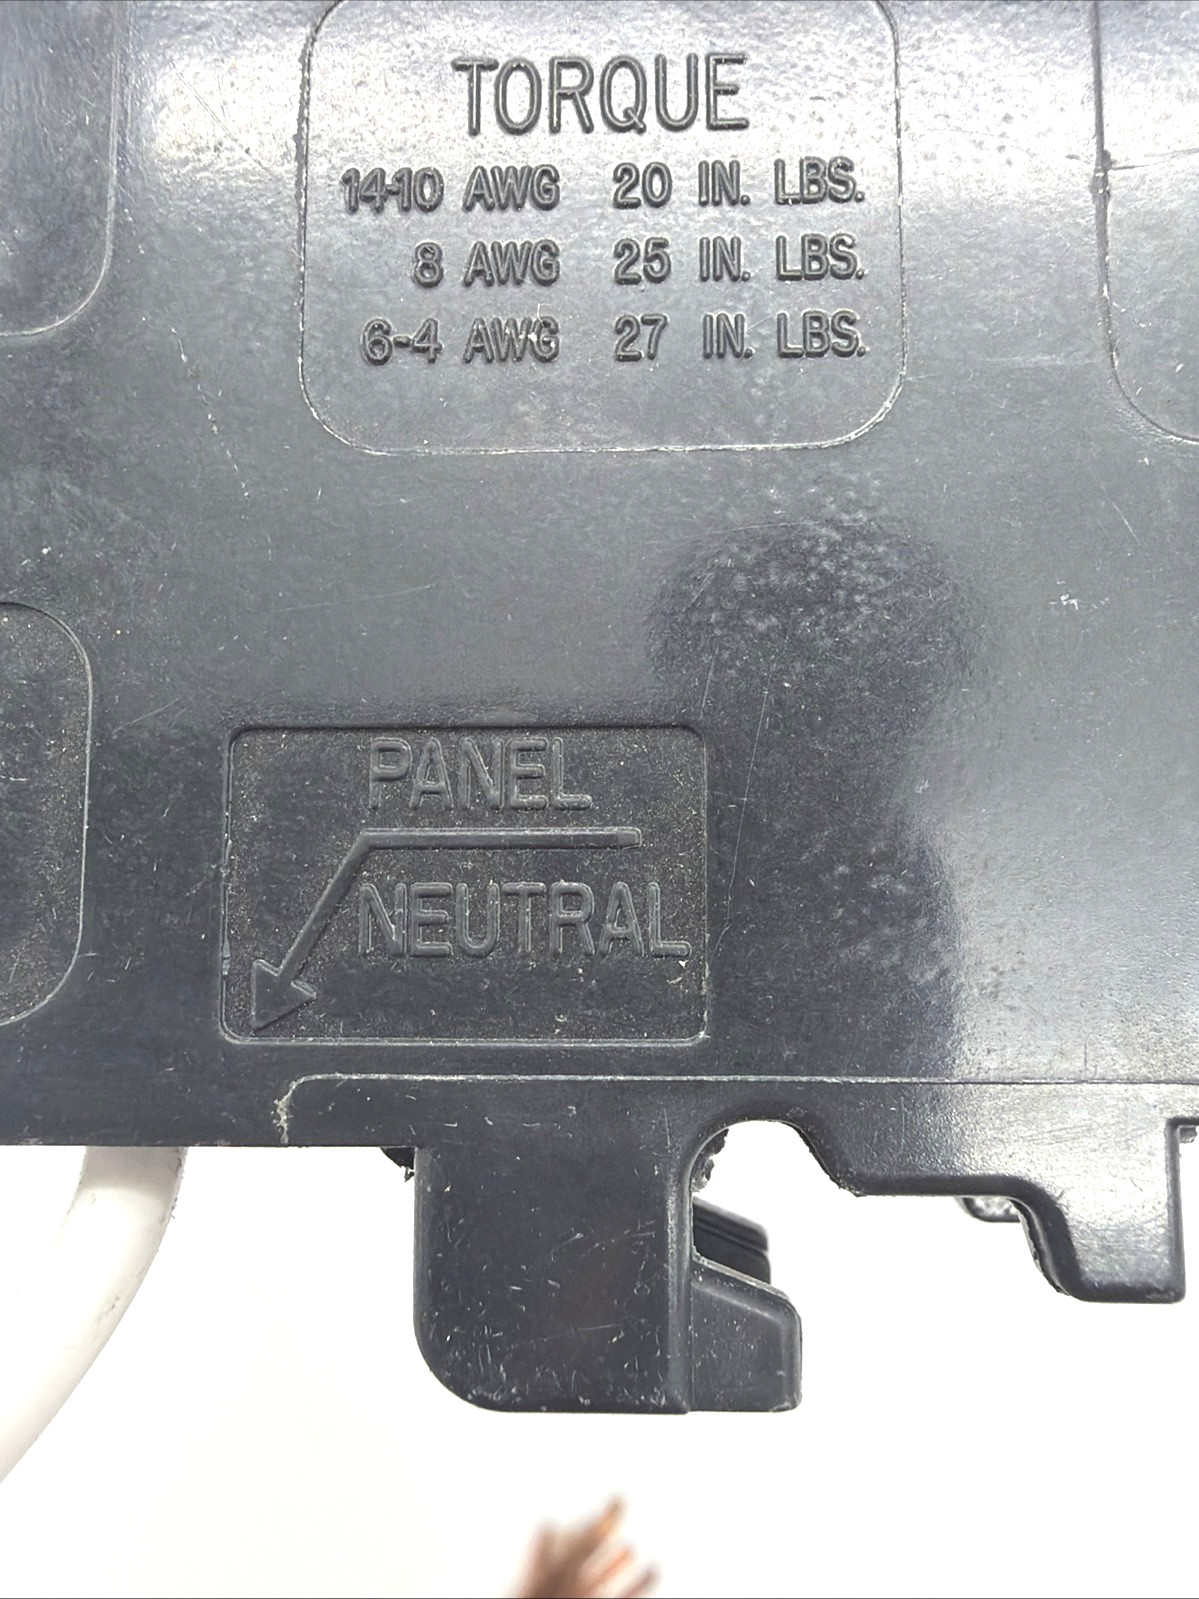 TORQUE
14-10 AWG 20 IN. LBS.
8 AWG 25 IN. LBS.
6-4 AWG 27 IN. LBS.
PANEL
NEUTRAL